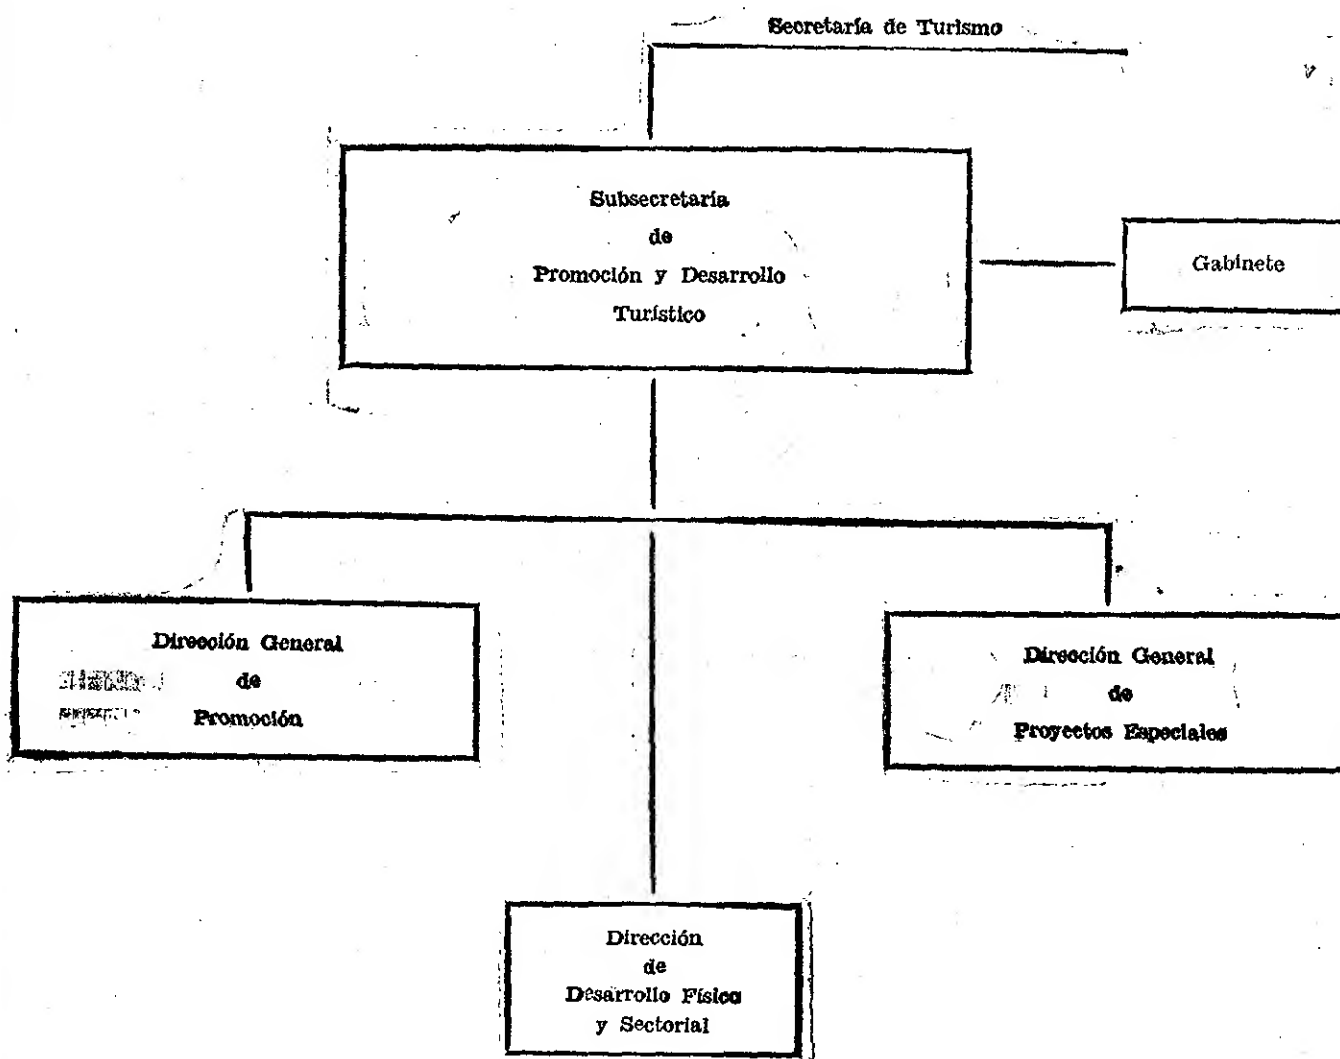 Secretaría de Turismo
Subsecretaría
de
Promoción y Desarrollo
Turístico
Gabinete
Dirección General
de
Promoción
Dirección General
de
Proyectos Especiales
Dirección
de
Desarrollo Físico
y Sectorial